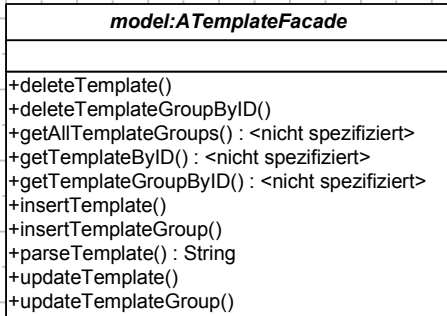 model:ATemplateFacade
+deleteTemplate()
+deleteTemplateGroupByID()
+getAllTemplateGroups() : <nicht spezifiziert>
+getTemplateByID() : <nicht spezifiziert>
+getTemplateGroupByID() : <nicht spezifiziert>
+insertTemplate()
+insertTemplateGroup()
+parseTemplate() : String
+updateTemplate()
+updateTemplateGroup()